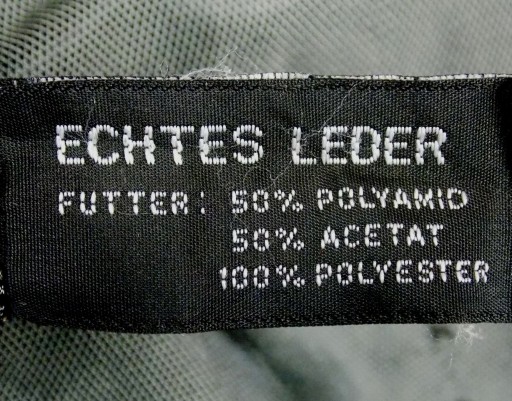 ECHTES LEDER
FUTTER: 50% POLYAMID
50% ACETAT
100% POLYESTER